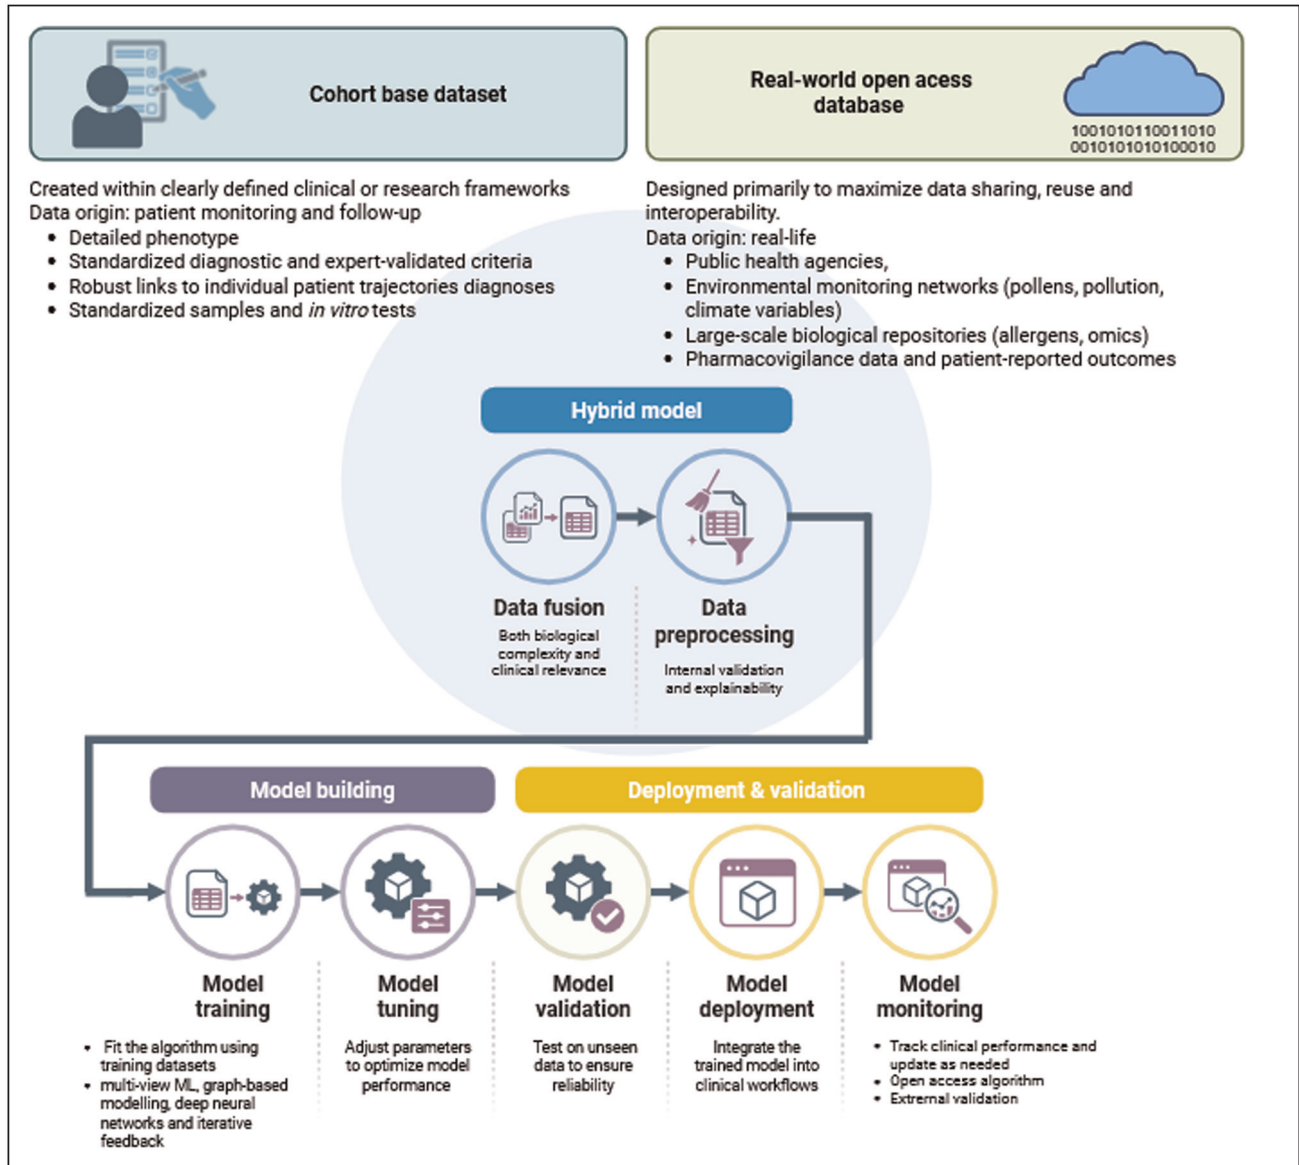 Cohort base dataset
Real-world open acess
database
1001010110011010
0010101010100010
Created within clearly defined clinical or research frameworks
Data origin: patient monitoring and follow-up
• Detailed phenotype
• Standardized diagnostic and expert-validated criteria
• Robust links to individual patient trajectories diagnoses
• Standardized samples and in vitro tests
Designed primarily to maximize data sharing, reuse and
interoperability.
Data origin: real-life
• Public health agencies,
• Environmental monitoring networks (pollens, pollution,
climate variables)
• Large-scale biological repositories (allergens, omics)
• Pharmacovigilance data and patient-reported outcomes
Hybrid model
Data fusion
Both biological
complexity and
clinical relevance
Data
preprocessing
Internal validation
and explainability
Model building
Deployment & validation
Model
training
• Fit the algorithm using
training datasets
• multi-view ML, graph-based
modelling, deep neural
networks and iterative
feedback
Model
tuning
Adjust parameters
to optimize model
performance
Model
validation
Test on unseen
data to ensure
reliability
Model
deployment
Integrate the
trained model into
clinical workflows
Model
monitoring
• Track clinical performance and
update as needed
• Open access algorithm
• Extrernal validation